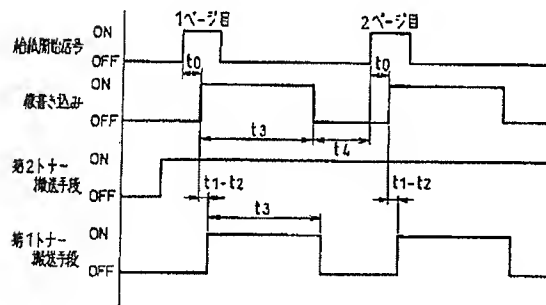 1ページ目
2ページ目
給紙開始信号
ON
OFF
t0
t0
像書き込み
ON
OFF
t3
t4
第2トナー搬送手段
ON
OFF
t1-t2
t1-t2
t3
第1トナー搬送手段
ON
OFF